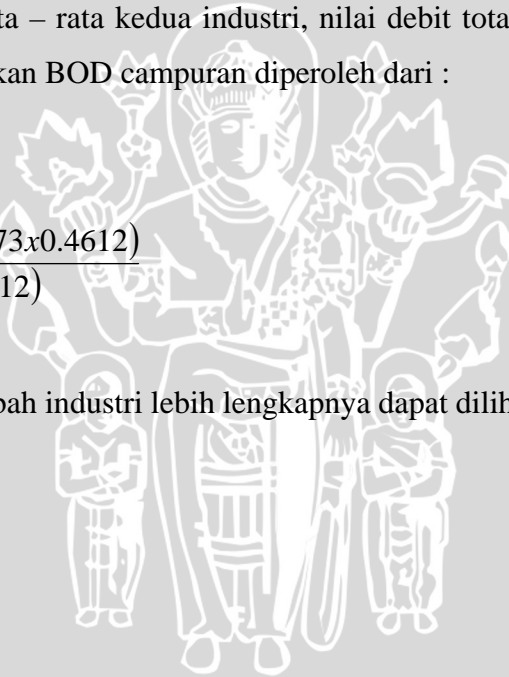 ta – rata kedua industri, nilai debit tota
kan BOD campuran diperoleh dari :
73x0.4612)
12)
bah industri lebih lengkapnya dapat dilih